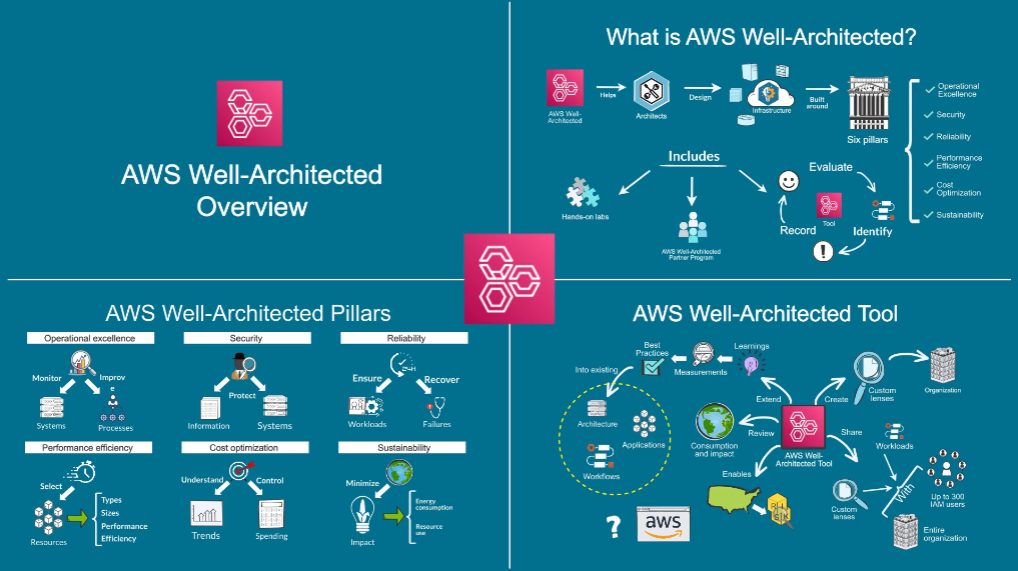 AWS Well-Architected
Overview
What is AWS Well-Architected?
AWS Well-
Architected
Helps
Architects
Design
Infrastructure
Built
around
Six pillars
Operational
Excellence
Security
Reliability
Performance
Efficiency
Cost
Optimization
Sustainability
Includes
Hands-on labs
AWS Well-Architected
Partner Program
Evaluate
Tool
Record
Identify
AWS Well-Architected Pillars
Operational excellence
Monitor
Improv
e
Systems
Processes
Security
Protect
Information
Systems
Reliability
24H
Ensure
Recover
Workloads
Failures
Performance efficiency
Select
Resources
Types
Sizes
Performance
Efficiency
Cost optimization
Understand
Control
Trends
Spending
Sustainability
Minimize
Impact
Energy
consumption
Resource
use
AWS Well-Architected Tool
Best
Practices
Measurements
Learnings
Into existing
Architecture
Applications
Workflows
Extend
Create
Custom
lenses
Organization
Consumption
and impact
Review
AWS Well-
Architected Tool
Share
Workloads
Enables
With
Up to 300
IAM users
Custom
lenses
Entire
organization
?
aws